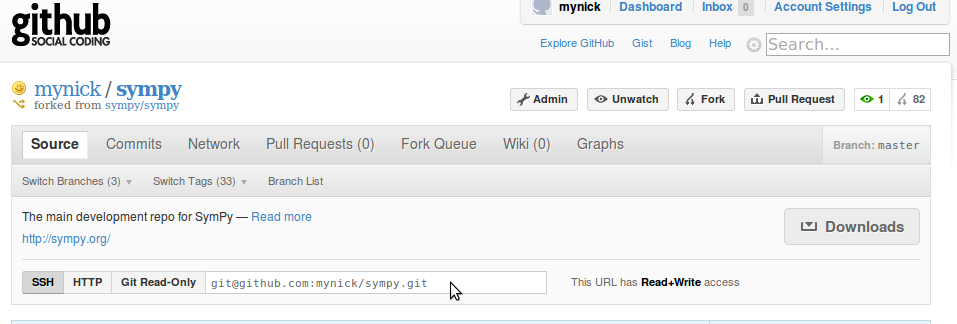 github
SOCIAL CODING
mynick Dashboard Inbox 0 Account Settings Log Out
Explore GitHub Gist Blog Help Search...
mynick / sympy
forked from sympy/sympy
Admin Unwatch Fork Pull Request 1 82
Source Commits Network Pull Requests (0) Fork Queue Wiki (0) Graphs Branch: master
Switch Branches (3) Switch Tags (33) Branch List
The main development repo for SymPy — Read more
http://sympy.org/
Downloads
SSH HTTP Git Read-Only git@github.com:mynick/sympy.git This URL has Read+Write access